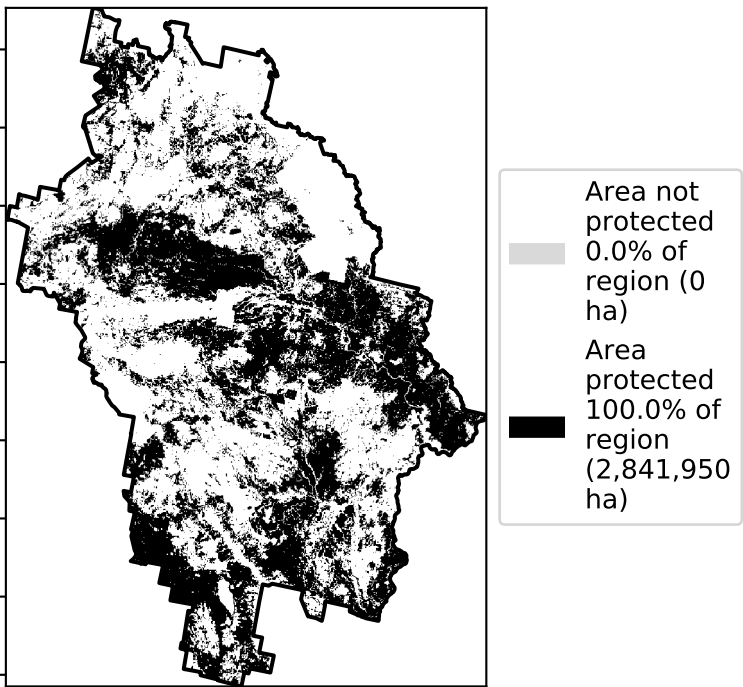 Area not
protected
0.0% of
region (0
ha)
Area
protected
100.0% of
region
(2,841,950
ha)